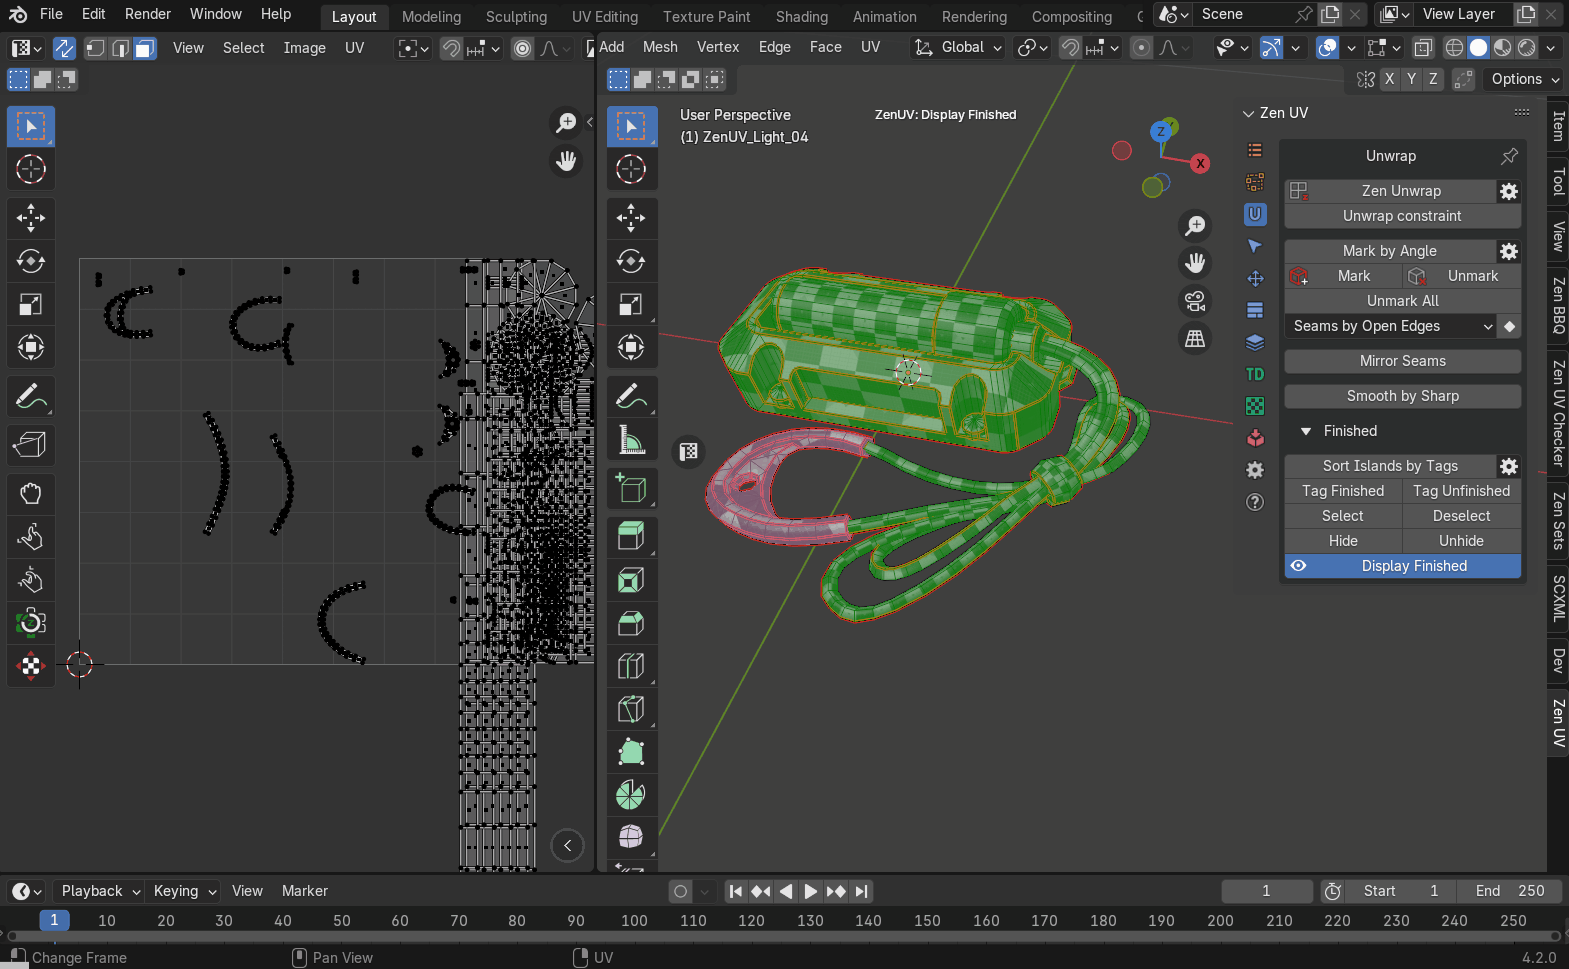 File Edit Render Window Help Layout Modeling Sculpting UV Editing Texture Paint Shading Animation Rendering Compositing Scene View Layer
View Select Image UV Add Mesh Vertex Edge Face UV Global
X Y Z Options
User Perspective
(1) ZenUV_Light_04
ZenUV: Display Finished
Z
X
Zen UV
Unwrap
Zen Unwrap
Unwrap constraint
Mark by Angle
Mark Unmark
Unmark All
Seams by Open Edges
Mirror Seams
Smooth by Sharp
Finished
Sort Islands by Tags
Tag Finished Tag Unfinished
Select Deselect
Hide Unhide
Display Finished
TD
Item
Tool
View
Zen BBQ
Zen UV Checker
Zen Sets
SCXML
Dev
Zen UV
Playback Keying View Marker 1 Start 1 End 250
1 10 20 30 40 50 60 70 80 90 100 110 120 130 140 150 160 170 180 190 200 210 220 230 240 250
Change Frame Pan View UV 4.2.0